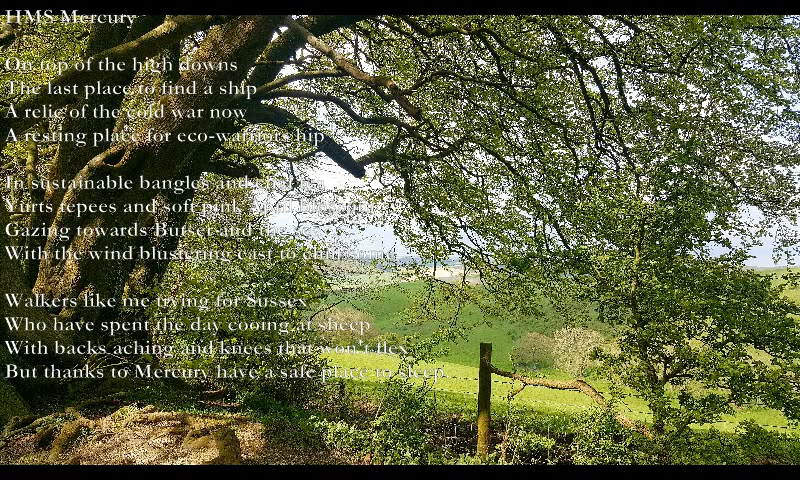 HMS Mercury
On top of the high downs
The last place to find a ship
A relic of the cold war now
A resting place for eco-warriors hip
In sustainable bangles and
Yurts tepees and soft pink
Gazing towards Butser and
With the wind blustering east to
Walkers like me trying for Sussex
Who have spent the day cooing at sheep
With backs aching and knees that won't flex
But thanks to Mercury have a safe place to sleep